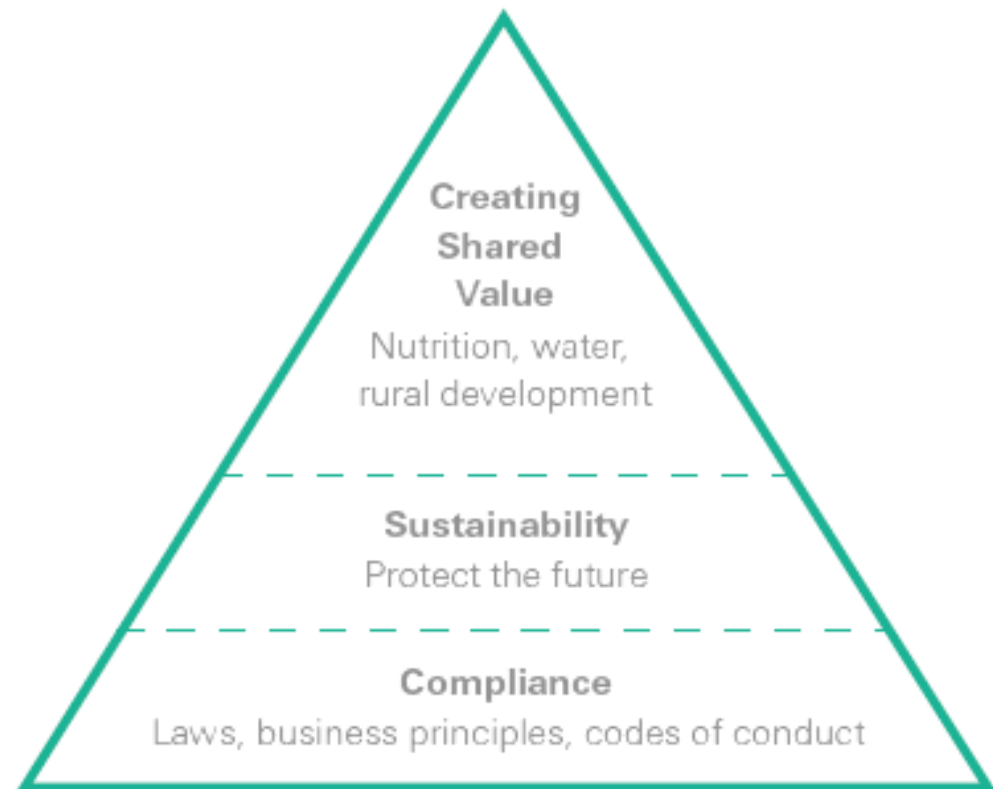 Creating
Shared
Value
Nutrition, water,
rural development
Sustainability
Protect the future
Compliance
Laws, business principles, codes of conduct